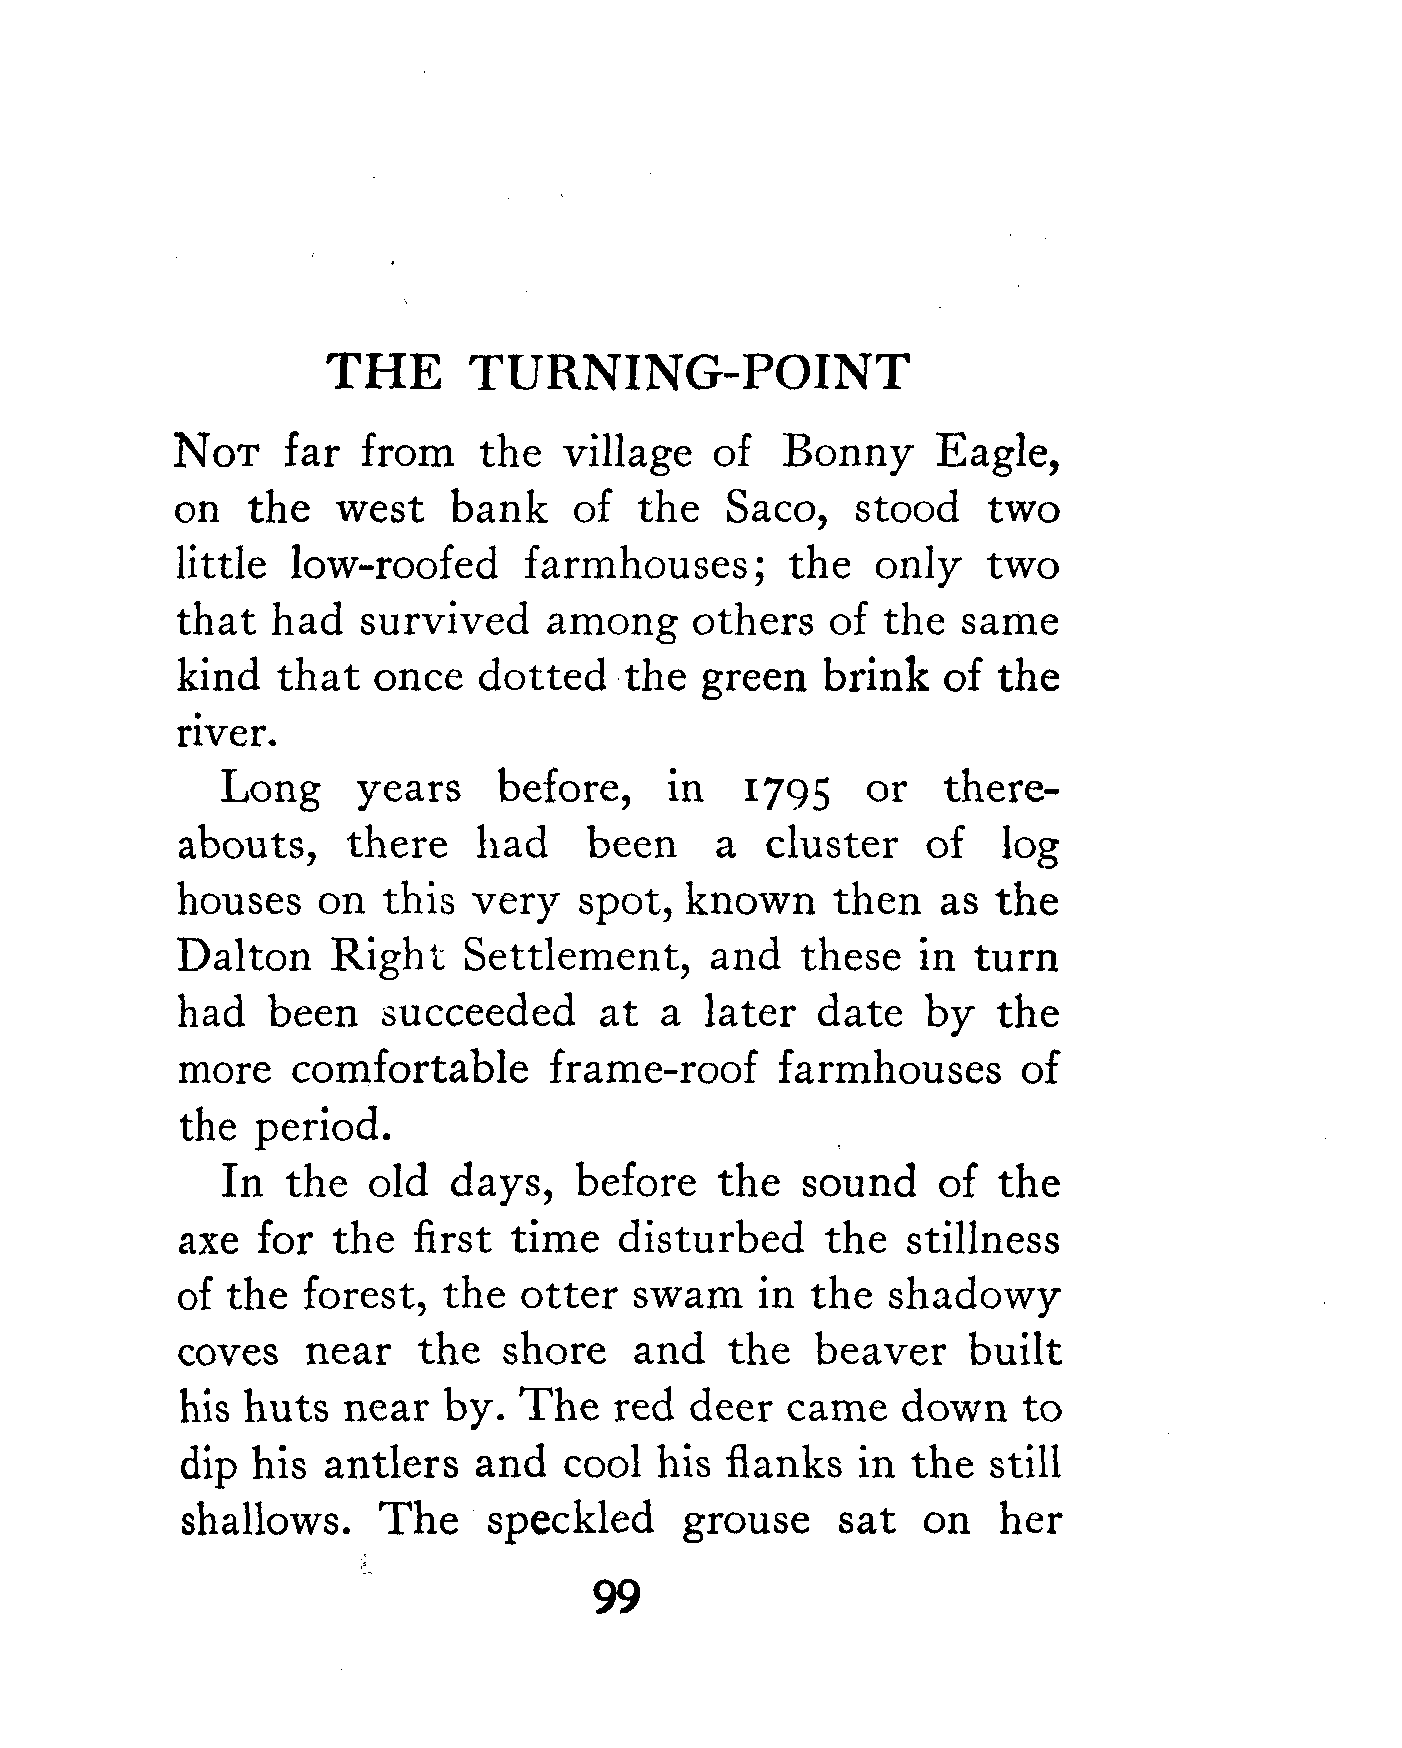 THE TURNING-POINT
NOT far from the village of Bonny Eagle,
on the west bank of the Saco, stood two
little low-roofed farmhouses; the only two
that had survived among others of the same
kind that once dotted the green brink of the
river.
Long years before, in 1795 or there-
abouts, there had been a cluster of log
houses on this very spot, known then as the
Dalton Right Settlement, and these in turn
had been succeeded at a later date by the
more comfortable frame-roof farmhouses of
the period.
In the old days, before the sound of the
axe for the first time disturbed the stillness
of the forest, the otter swam in the shadowy
coves near the shore and the beaver built
his huts near by. The red deer came down to
dip his antlers and cool his flanks in the still
shallows. The speckled grouse sat on her
99